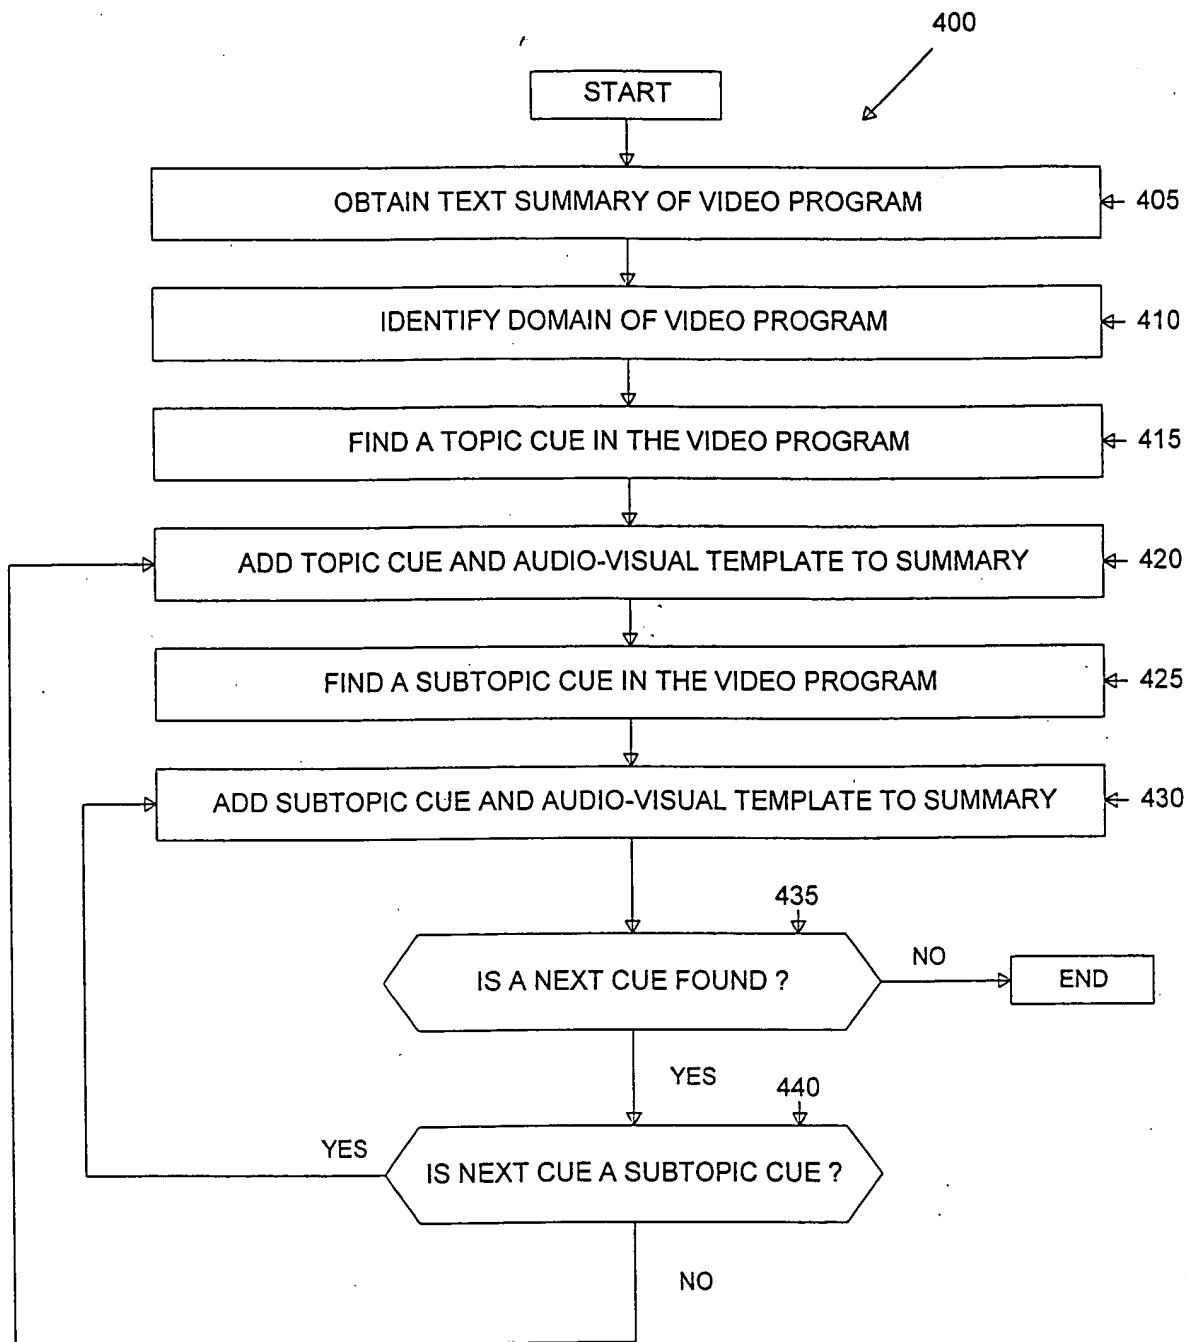 400
START
OBTAIN TEXT SUMMARY OF VIDEO PROGRAM
405
IDENTIFY DOMAIN OF VIDEO PROGRAM
410
FIND A TOPIC CUE IN THE VIDEO PROGRAM
415
ADD TOPIC CUE AND AUDIO-VISUAL TEMPLATE TO SUMMARY
420
FIND A SUBTOPIC CUE IN THE VIDEO PROGRAM
425
ADD SUBTOPIC CUE AND AUDIO-VISUAL TEMPLATE TO SUMMARY
430
435
IS A NEXT CUE FOUND ?
NO
END
YES
440
YES
IS NEXT CUE A SUBTOPIC CUE ?
NO